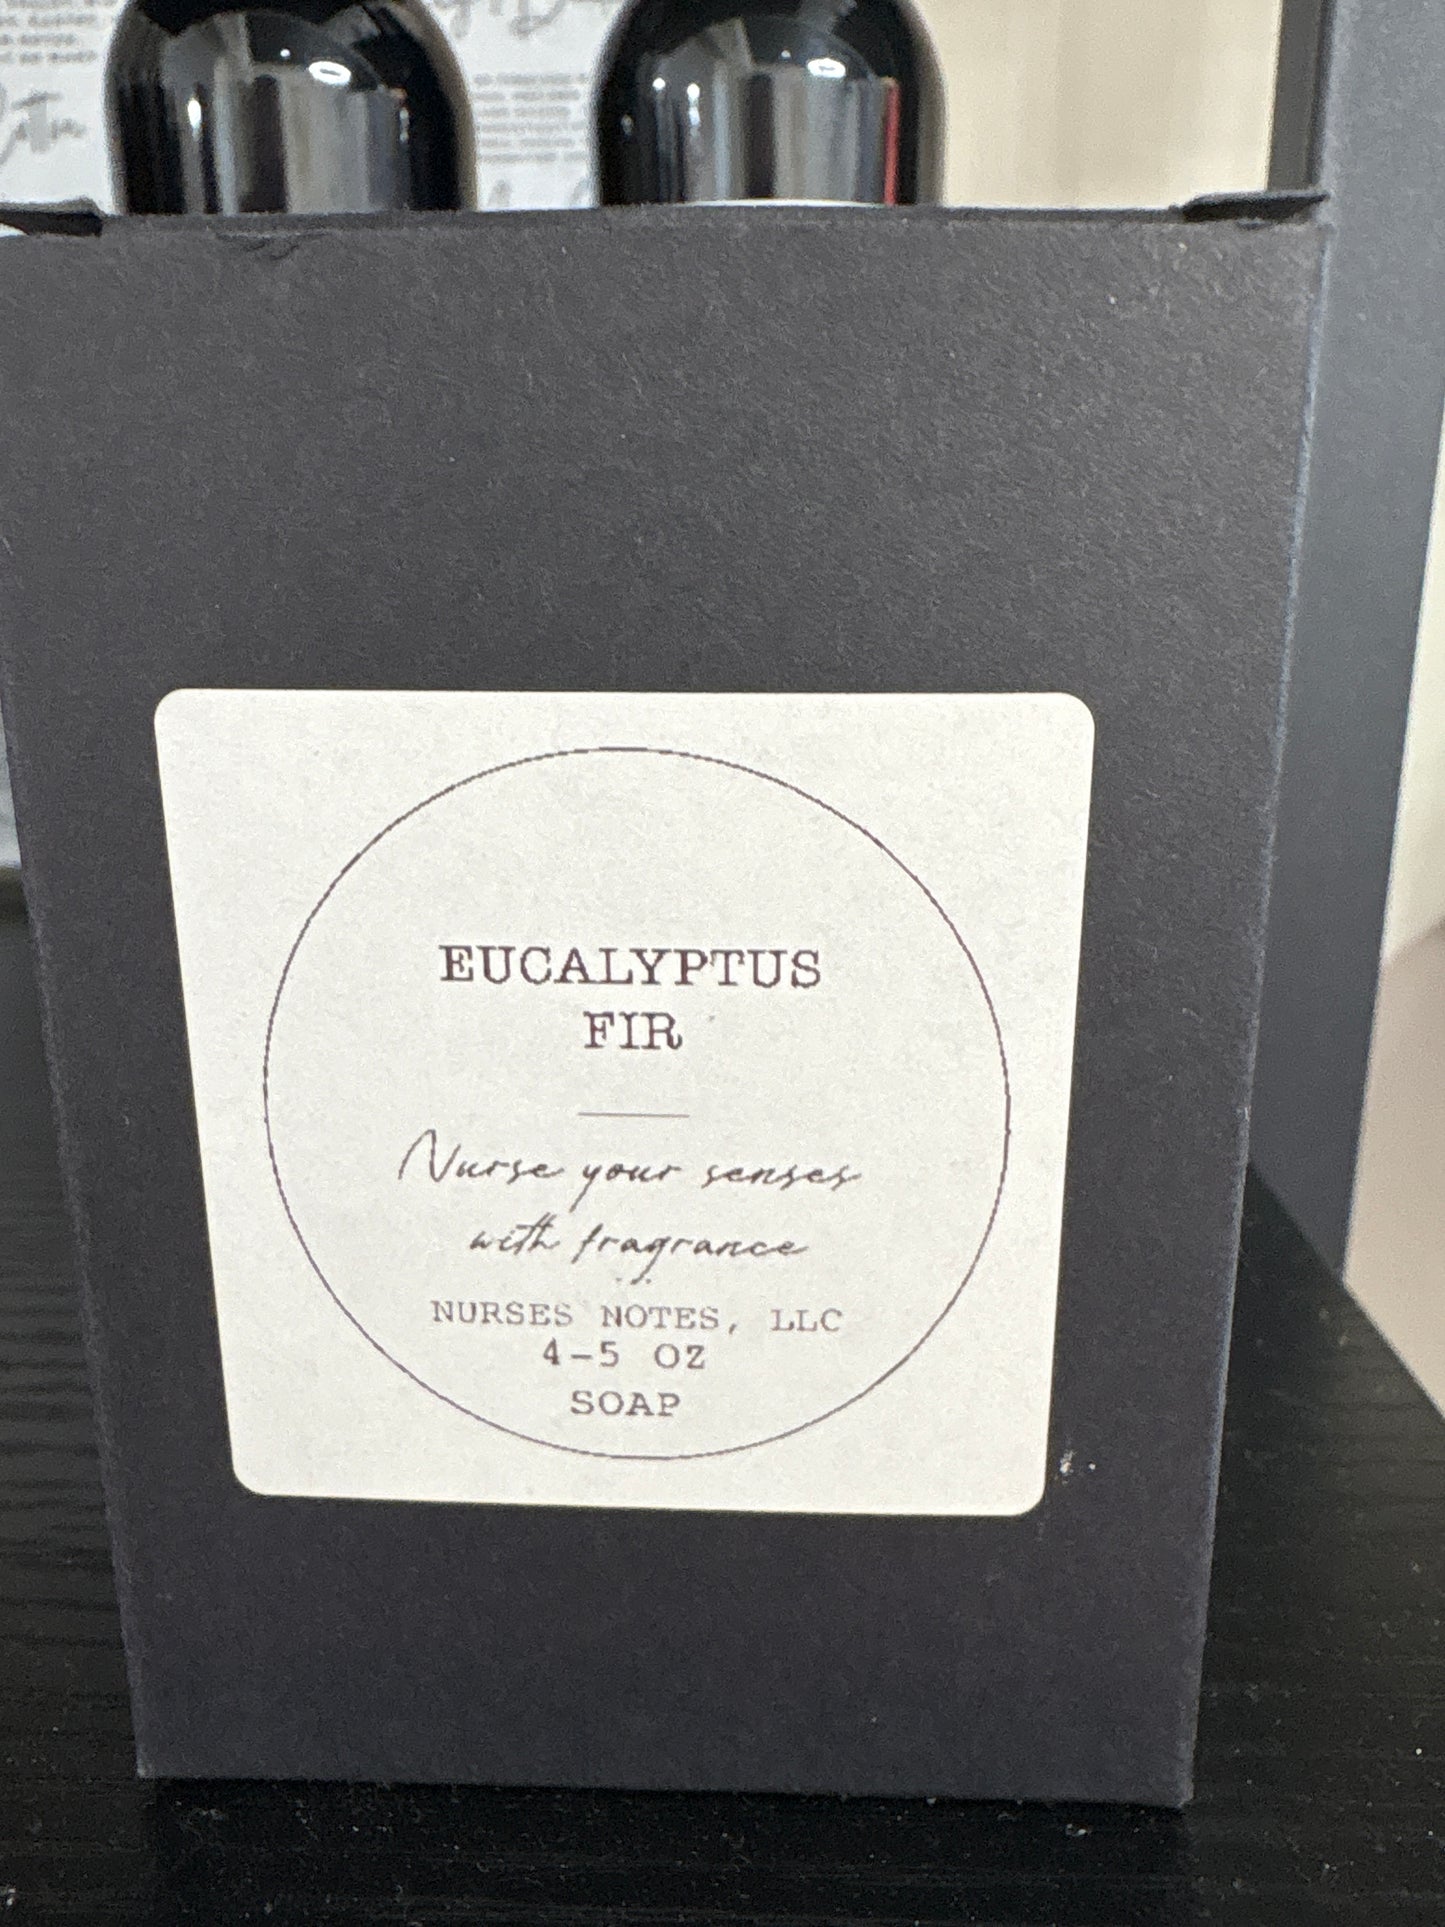 EUCALYPTUS
FIR
Nurse your senses
with fragrance
NURSES NOTES, LLC
4-5 OZ
SOAP